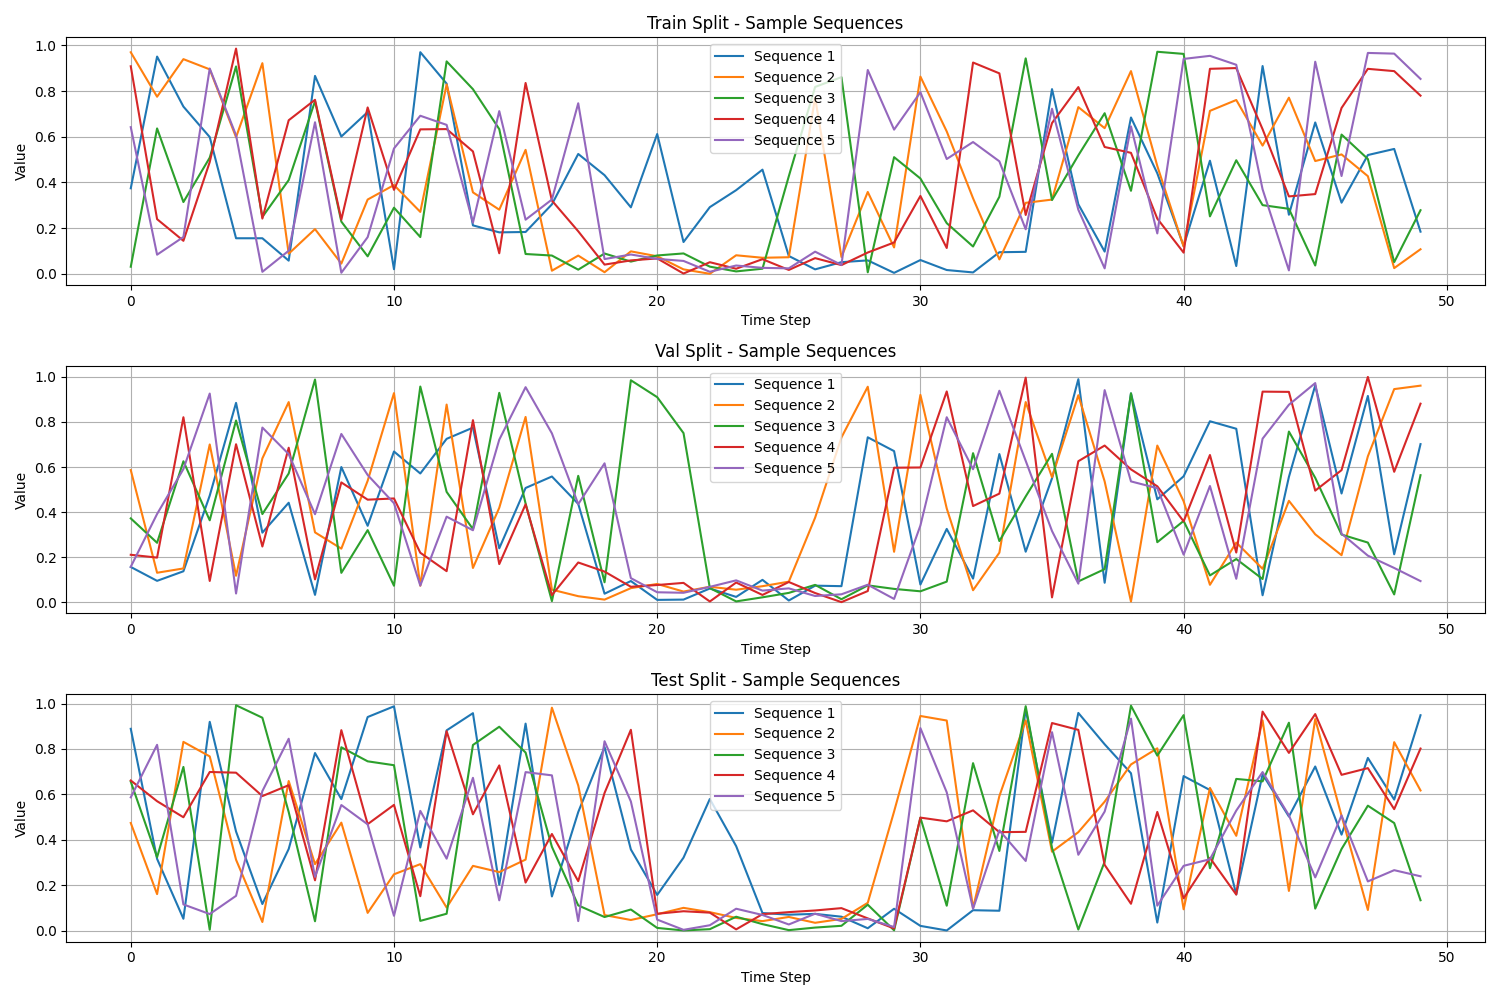 Train Split - Sample Sequences
Value
1.0
0.8
0.6
0.4
0.2
0.0
Sequence 1
Sequence 2
Sequence 3
Sequence 4
Sequence 5
0 10 20 30 40 50
Time Step
Val Split - Sample Sequences
Value
1.0
0.8
0.6
0.4
0.2
0.0
Sequence 1
Sequence 2
Sequence 3
Sequence 4
Sequence 5
0 10 20 30 40 50
Time Step
Test Split - Sample Sequences
Value
1.0
0.8
0.6
0.4
0.2
0.0
Sequence 1
Sequence 2
Sequence 3
Sequence 4
Sequence 5
0 10 20 30 40 50
Time Step